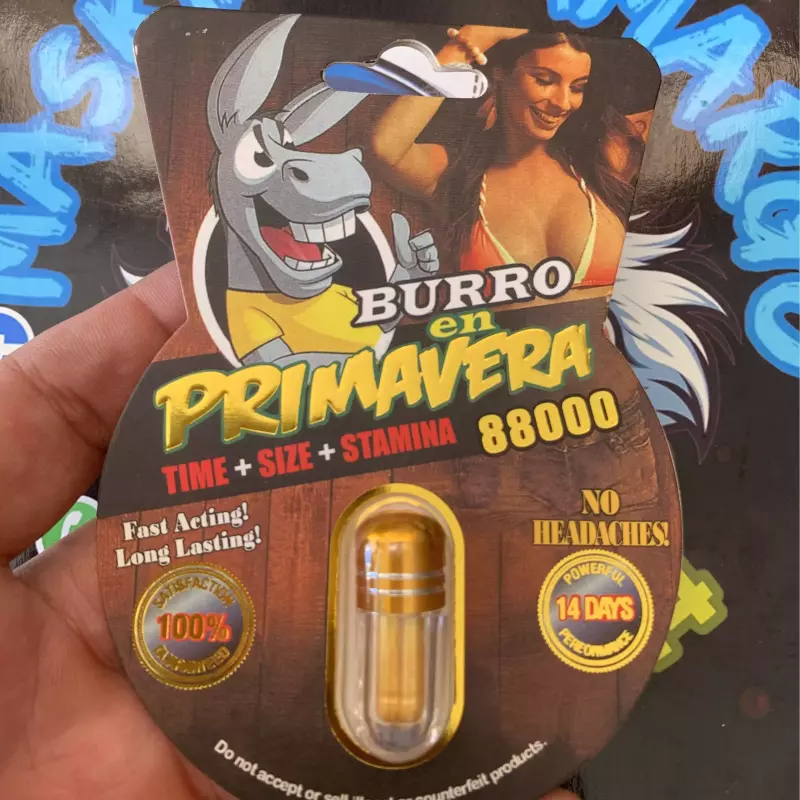 BURRO
en
PRIMAVERA
88000
TIME + SIZE + STAMINA
Fast Acting!
Long Lasting!
NO
HEADACHES!
SATISFACTION
100%
GUARANTEED
POWERFUL
14 DAYS
PERFORMANCE
Do not accept or sell counterfeit products.